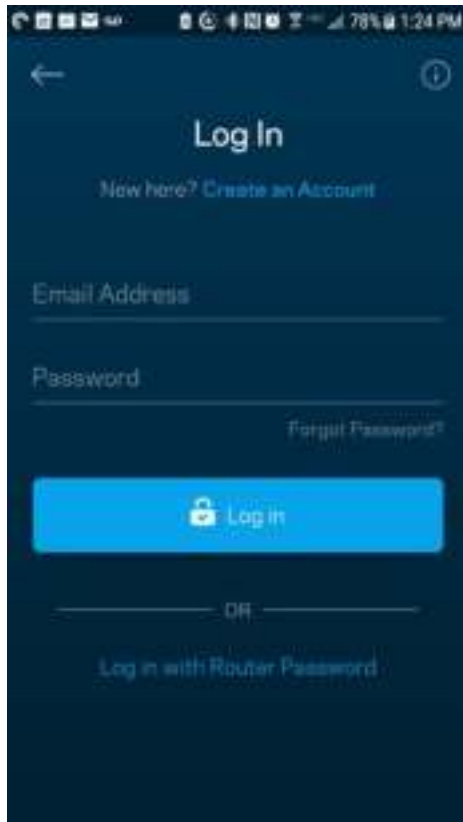 78% 1:24 PM
Log In
New here? Create an Account
Email Address
Password
Forgot Password?
Log in
OR
Log in with Router Password